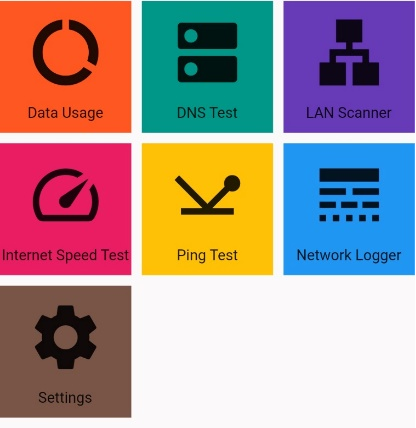 Data Usage
DNS Test
LAN Scanner
Internet Speed Test
Ping Test
Network Logger
Settings